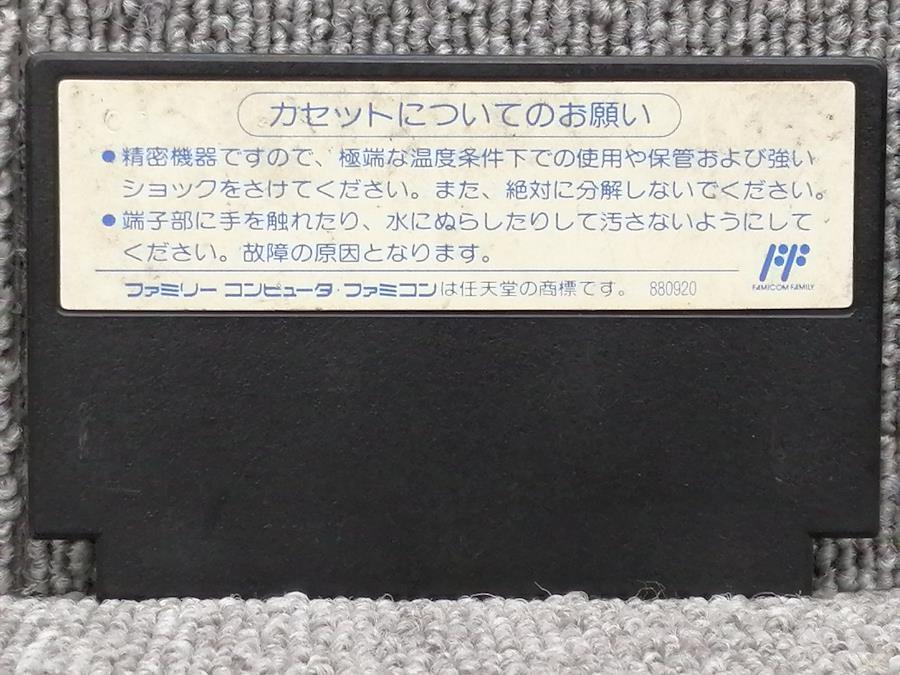 カセットについてのお願い
●精密機器ですので、極端な温度条件下での使用や保管および強い
ショックをさけてください。また、絶対に分解しないでください。
●端子部に手を触れたり、水にぬらしたりして汚さないようにして
ください。故障の原因となります。
FF
FAMICOM FAMILY
ファミリー コンピュータ・ファミコンは任天堂の商標です。 880920